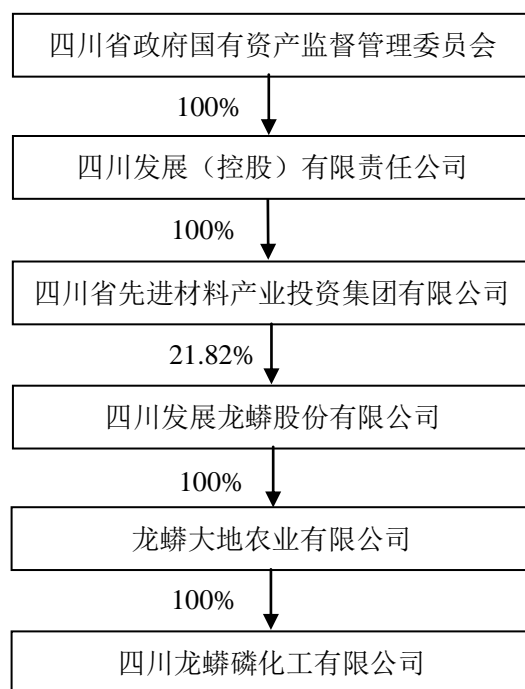 四川省政府国有资产监督管理委员会
100%
四川发展（控股）有限责任公司
100%
四川省先进材料产业投资集团有限公司
21.82%
四川发展龙蟒股份有限公司
100%
龙蟒大地农业有限公司
100%
四川龙蟒磷化工有限公司